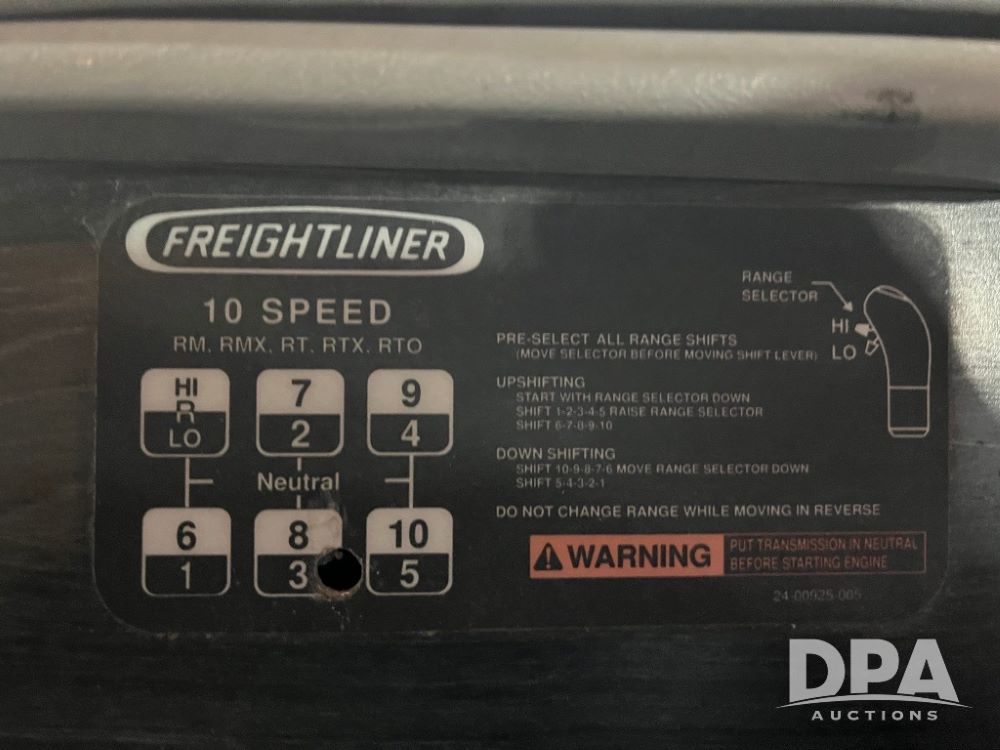 FREIGHTLINER
10 SPEED
RM, RMX, RT, RTX, RTO
HI
R
LO
7
2
9
4
Neutral
6
1
8
3
10
5
RANGE
SELECTOR
HI
LO
PRE-SELECT ALL RANGE SHIFTS
(MOVE SELECTOR BEFORE MOVING SHIFT LEVER)
UPSHIFTING
START WITH RANGE SELECTOR DOWN
SHIFT 1-2-3-4-5 RAISE RANGE SELECTOR
SHIFT 6-7-8-9-10
DOWN SHIFTING
SHIFT 10-9-8-7-6 MOVE RANGE SELECTOR DOWN
SHIFT 5-4-3-2-1
DO NOT CHANGE RANGE WHILE MOVING IN REVERSE
WARNING
PUT TRANSMISSION IN NEUTRAL
BEFORE STARTING ENGINE
24-00925-005
DPA
AUCTIONS